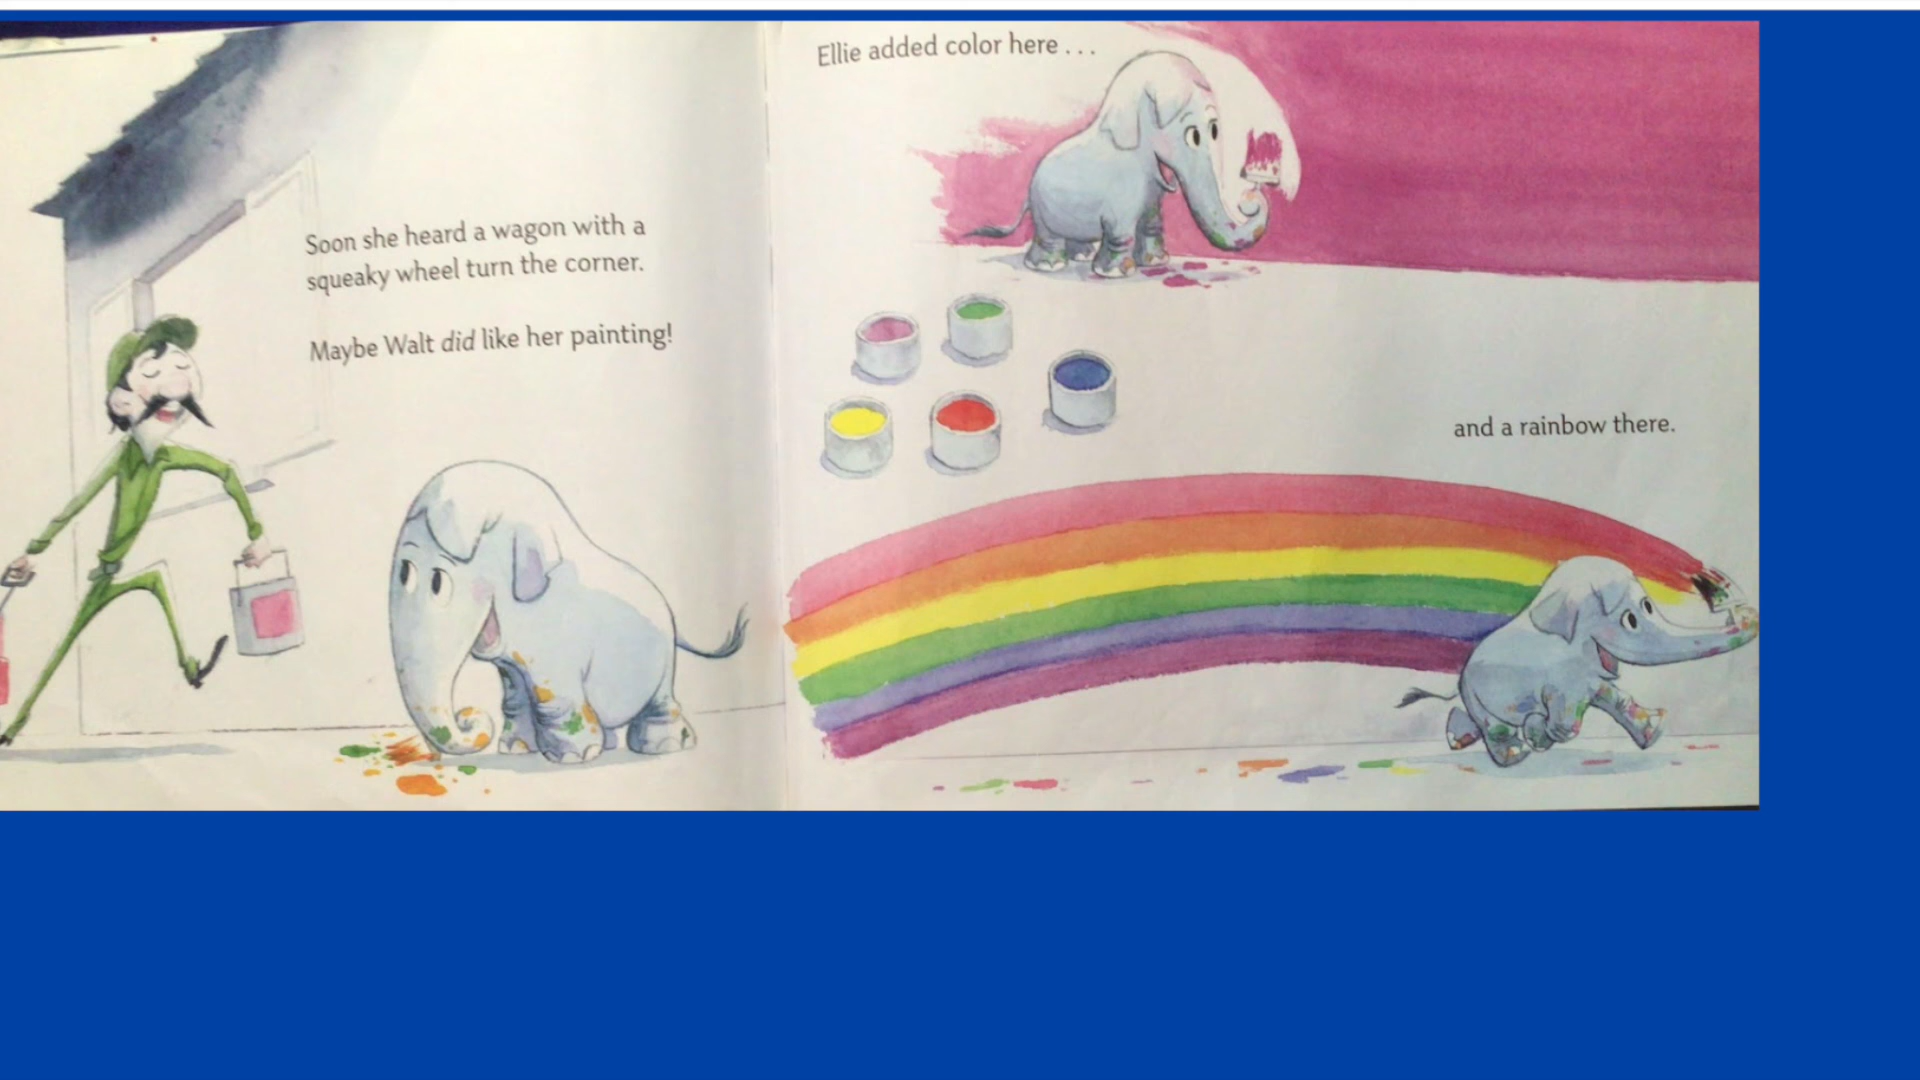 Soon she heard a wagon with a
squeaky wheel turn the corner.
Maybe Walt did like her painting!
Ellie added color here . . .
and a rainbow there.